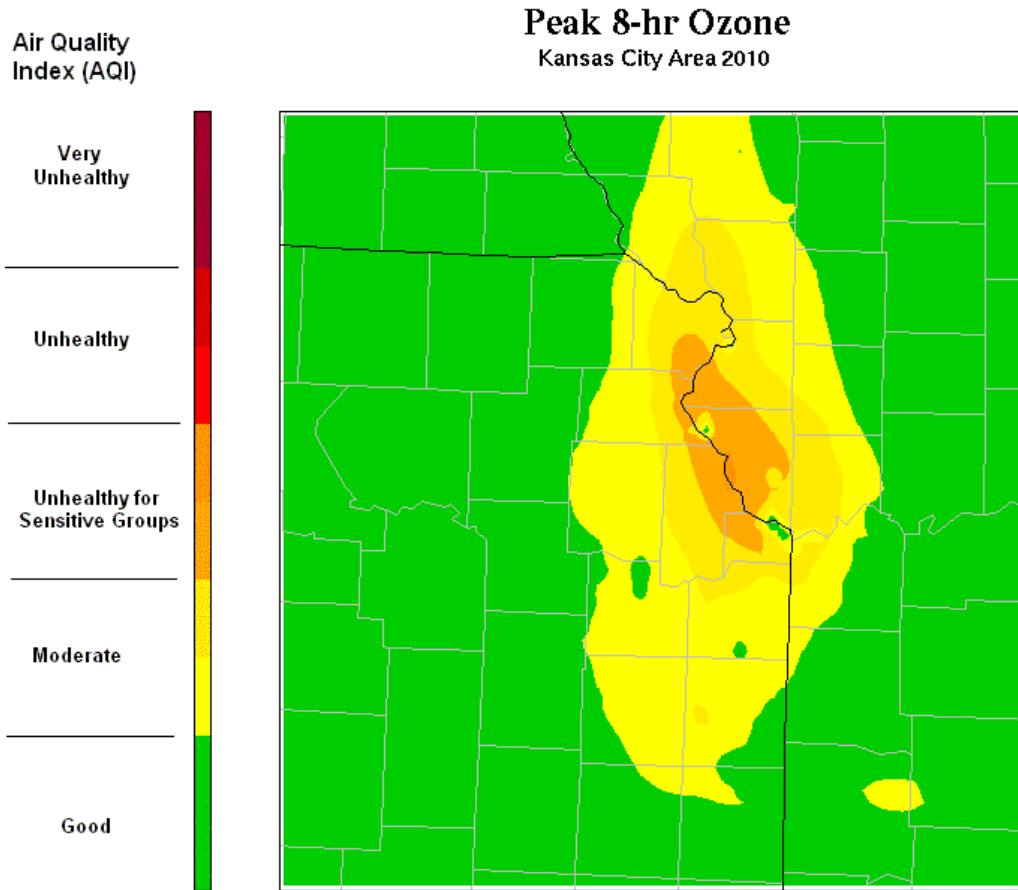 Peak 8-hr Ozone
Kansas City Area 2010
Air Quality
Index (AQI)
Very
Unhealthy
Unhealthy
Unhealthy for
Sensitive Groups
Moderate
Good